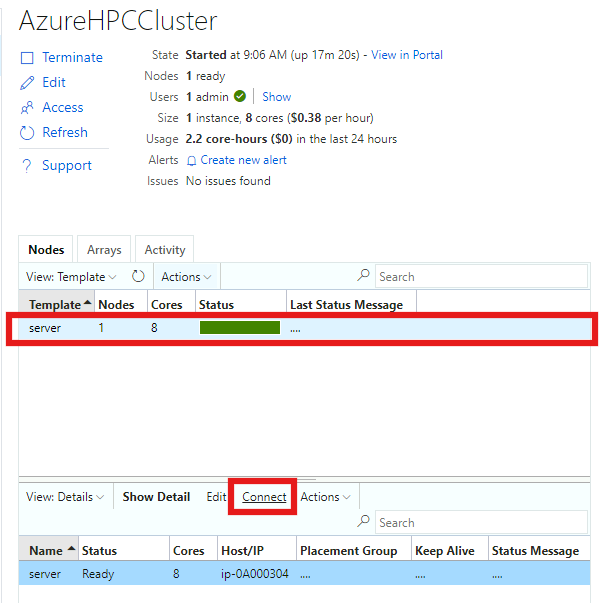 AzureHPCCluster
Terminate
Edit
Access
Refresh
Support
State Started at 9:06 AM (up 17m 20s) - View in Portal
Nodes 1 ready
Users 1 admin Show
Size 1 instance, 8 cores ($0.38 per hour)
Usage 2.2 core-hours ($0) in the last 24 hours
Alerts Create new alert
Issues No issues found
Nodes Arrays Activity
View: Template Actions Search
Template Nodes Cores Status Last Status Message
server 1 8 ....
View: Details Show Detail Edit Connect Actions
Search
Name Status Cores Host/IP Placement Group Keep Alive Status Message
server Ready 8 ip-0A000304 .... .... ....